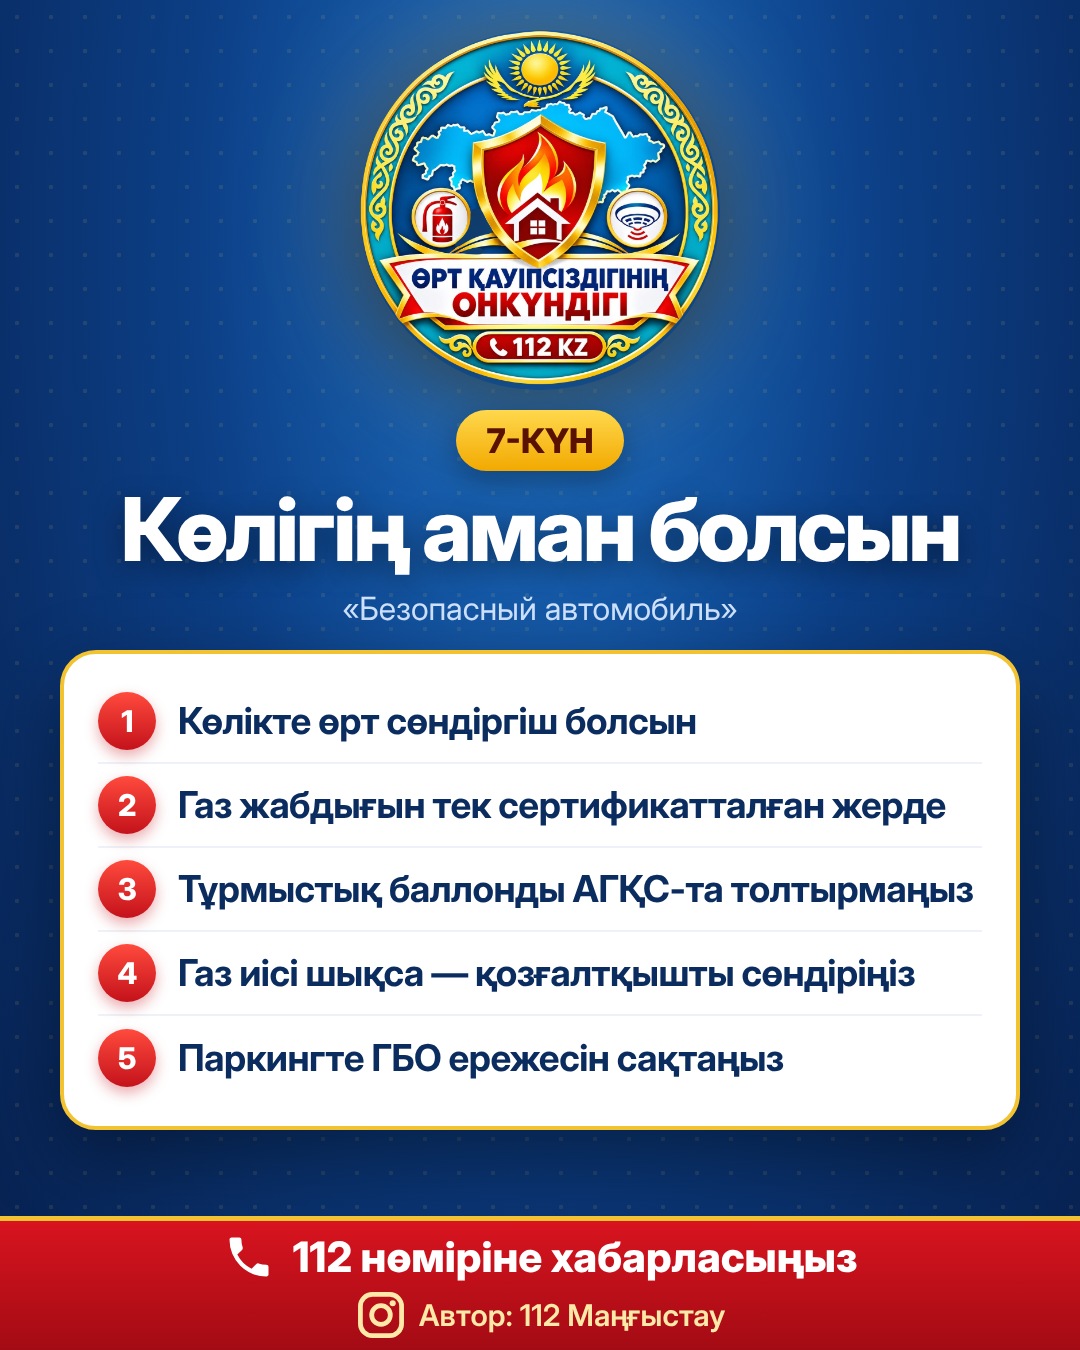 ӨРТ ҚАУІПСІЗДІГІНІҢ
ОНКҮНДІГІ
112 KZ
7-КҮН
Көлігің аман болсын
«Безопасный автомобиль»
1 Көлікте өрт сөндіргіш болсын
2 Газ жабдығын тек сертификатталған жерде
3 Тұрмыстық баллонды АГҚС-та толтырмаңыз
4 Газ иісі шықса — қозғалтқышты сөндіріңіз
5 Паркингте ГБО ережесін сақтаңыз
112 нөміріне хабарласыңыз
Автор: 112 Маңғыстау